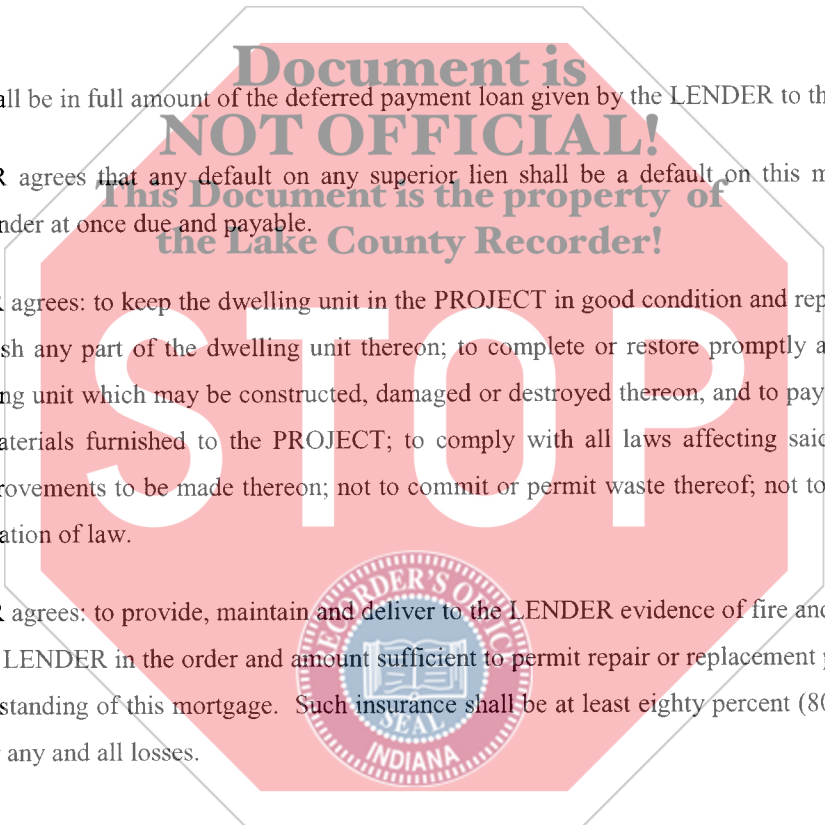 Document is
all be in full amount of the deferred payment loan given by the LENDER to th
NOT OFFICIAL!
R agrees that any default on any superior lien shall be a default on this m
This Document is the property of
nder at once due and payable.
the Lake County Recorder!
R agrees: to keep the dwelling unit in the PROJECT in good condition and rep
STOP
sh any part of the dwelling unit thereon; to complete or restore promptly a
ng unit which may be constructed, damaged or destroyed thereon, and to pay
aterials furnished to the PROJECT; to comply with all laws affecting said
rovements to be made thereon; not to commit or permit waste thereof; not to
ation of law.
RECORDER'S OFFICE
R agrees: to provide, maintain and deliver to the LENDER evidence of fire and
LENDER in the order and amount sufficient to permit repair or replacement
standing of this mortgage. Such insurance shall be at least eighty percent (80
SEAL
INDIANA
any and all losses.